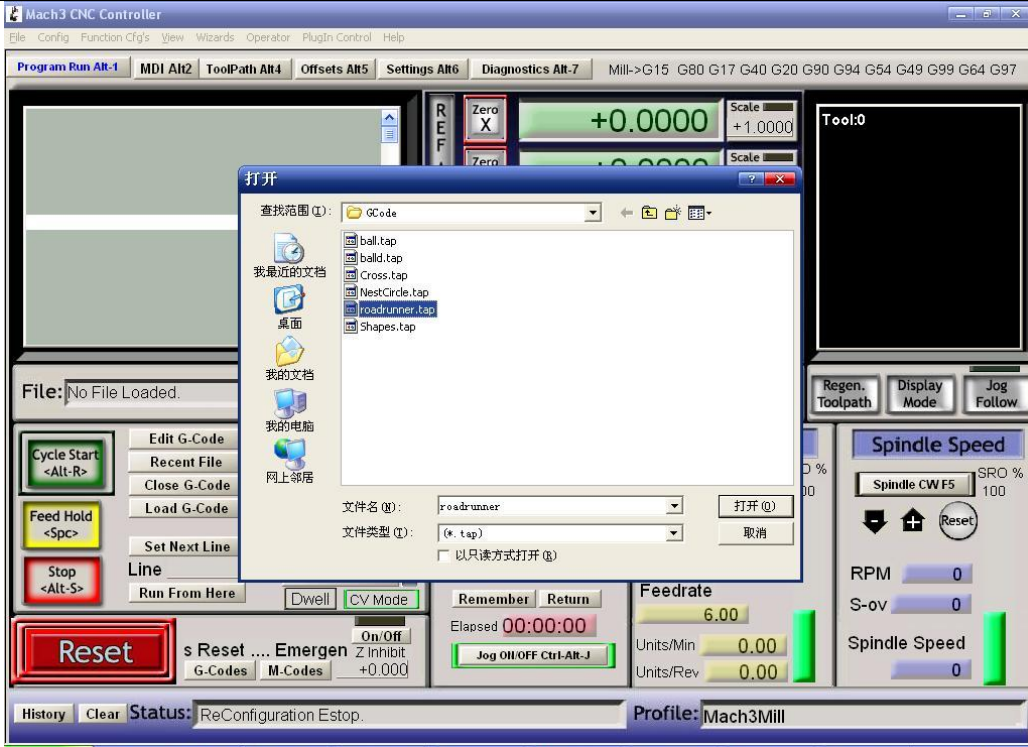 Mach3 CNC Controller
File Config Function Cfg's View Wizards Operator PlugIn Control Help
Program Run Alt-1 MDI Alt2 ToolPath Alt4 Offsets Alt5 Settings Alt6 Diagnostics Alt-7 Mill->G15 G80 G17 G40 G20 G90 G94 G54 G49 G99 G64 G97
R
E
F
Zero
X
+0.0000
Scale
+1.0000
Tool:0
Zero
Scale
打开
查找范围(I):
GCode
我最近的文档
桌面
我的文档
我的电脑
网上邻居
ball.tap
balld.tap
Cross.tap
NestCircle.tap
roadrunner.tap
Shapes.tap
文件名(N):
roadrunner
打开(O)
文件类型(T):
(*.tap)
取消
以只读方式打开(R)
File: No File Loaded.
Regen.
Toolpath
Display
Mode
Jog
Follow
Cycle Start
<Alt-R>
Feed Hold
<Spc>
Stop
<Alt-S>
Edit G-Code
Recent File
Close G-Code
Load G-Code
Set Next Line
Line
Run From Here
Dwell
CV Mode
Reset
s Reset .... Emergen
G-Codes
M-Codes
On/Off
Z Inhibit
+0.000
Remember
Return
Elapsed 00:00:00
Jog ON/OFF Ctrl-Alt-J
Feedrate
6.00
Units/Min 0.00
Units/Rev 0.00
Spindle Speed
Spindle CW F5
SRO %
100
Reset
RPM 0
S-ov 0
Spindle Speed
0
History
Clear
Status: ReConfiguration Estop.
Profile: Mach3Mill